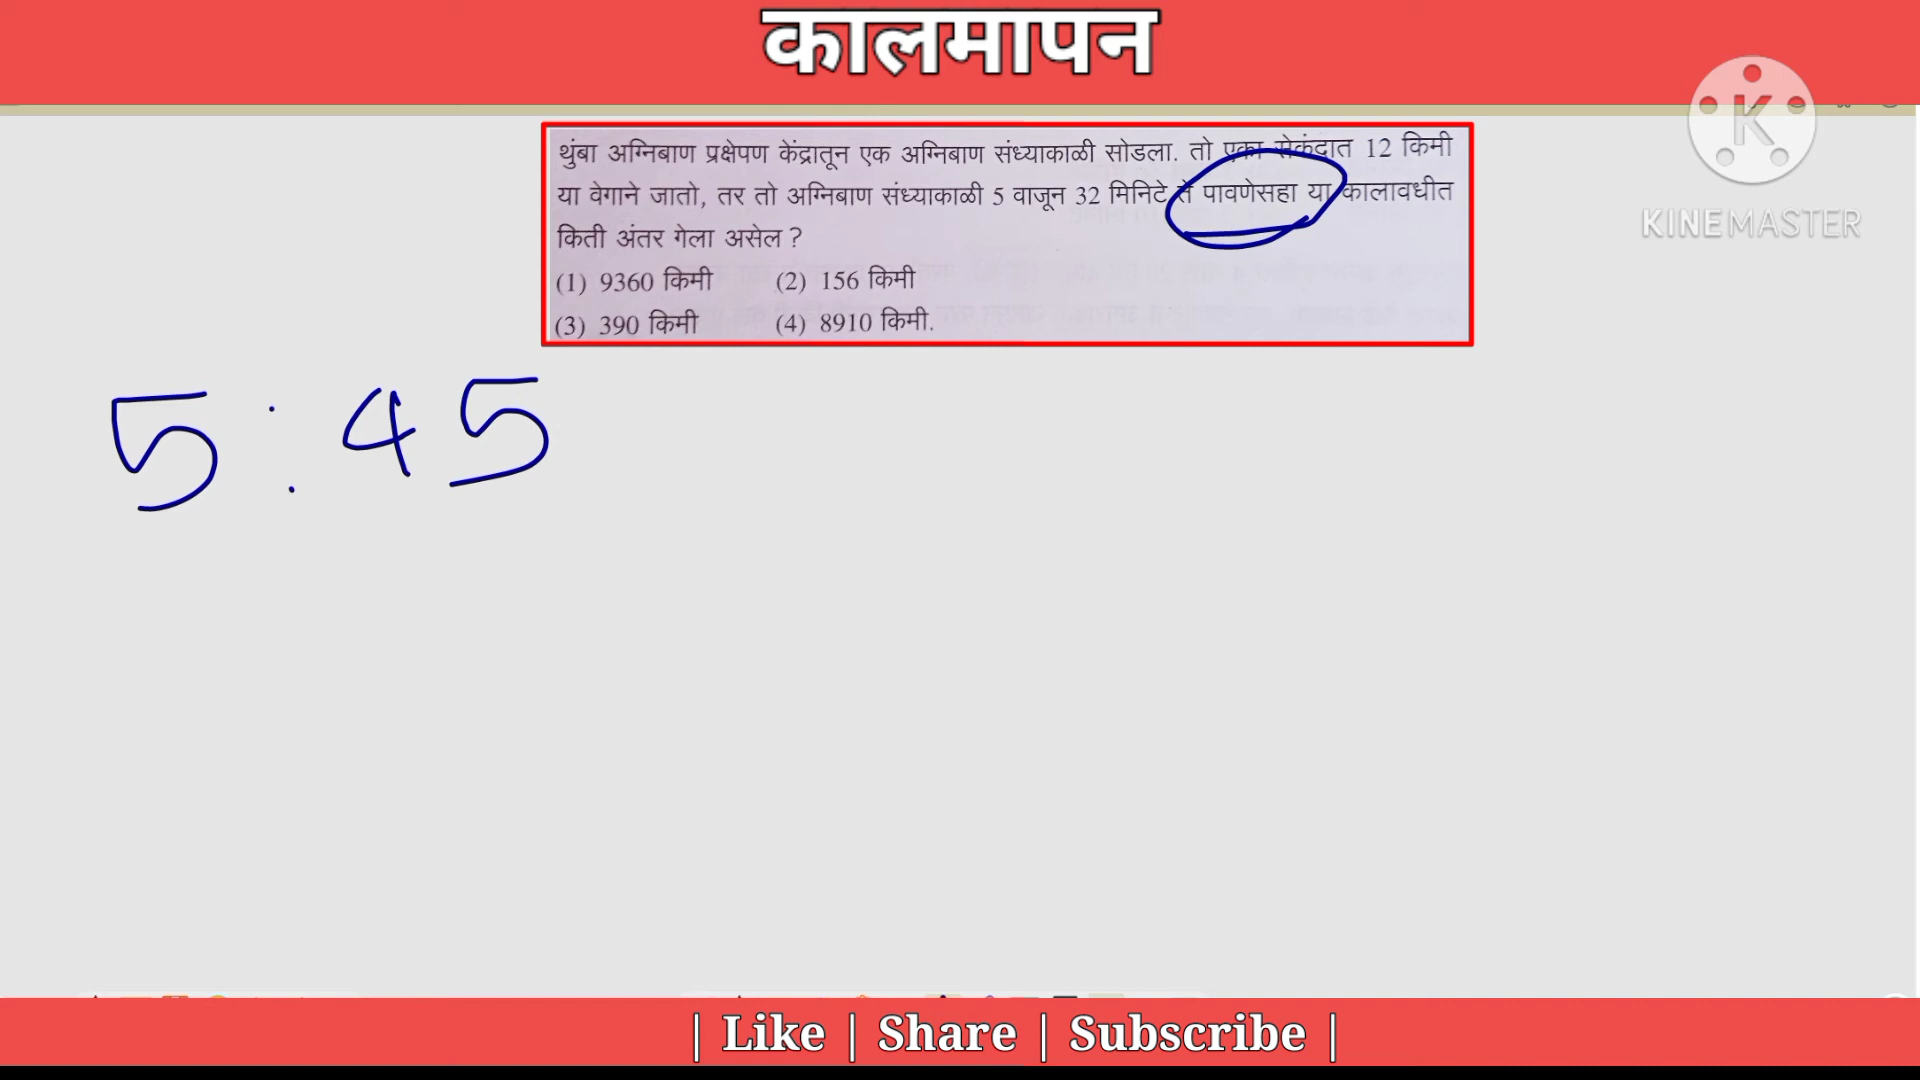 कालमापन
थुंबा अग्निबाण प्रक्षेपण केंद्रातून एक अग्निबाण संध्याकाळी सोडला. तो एका सेकंदात 12 किमी
या वेगाने जातो, तर तो अग्निबाण संध्याकाळी 5 वाजून 32 मिनिटे ते पावणेसहा या कालावधीत
किती अंतर गेला असेल ?
(1) 9360 किमी (2) 156 किमी
(3) 390 किमी (4) 8910 किमी.
K
KINEMASTER
5 : 45
| Like | Share | Subscribe |